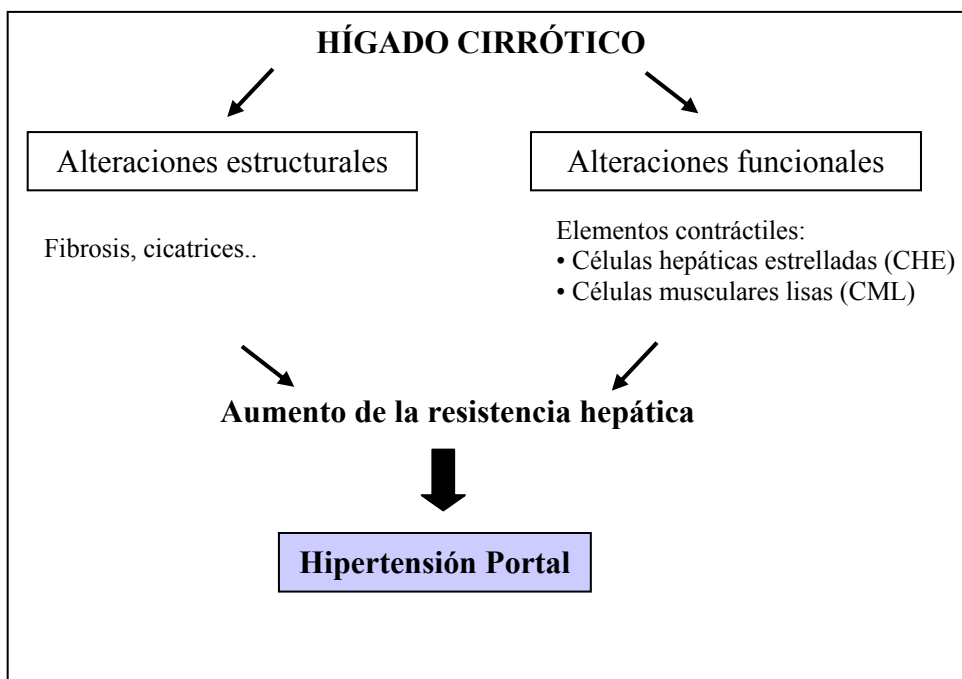 HÍGADO CIRRÓTICO
Alteraciones estructurales
Alteraciones funcionales
Fibrosis, cicatrices..
Elementos contráctiles:
• Células hepáticas estrelladas (CHE)
• Células musculares lisas (CML)
Aumento de la resistencia hepática
Hipertensión Portal